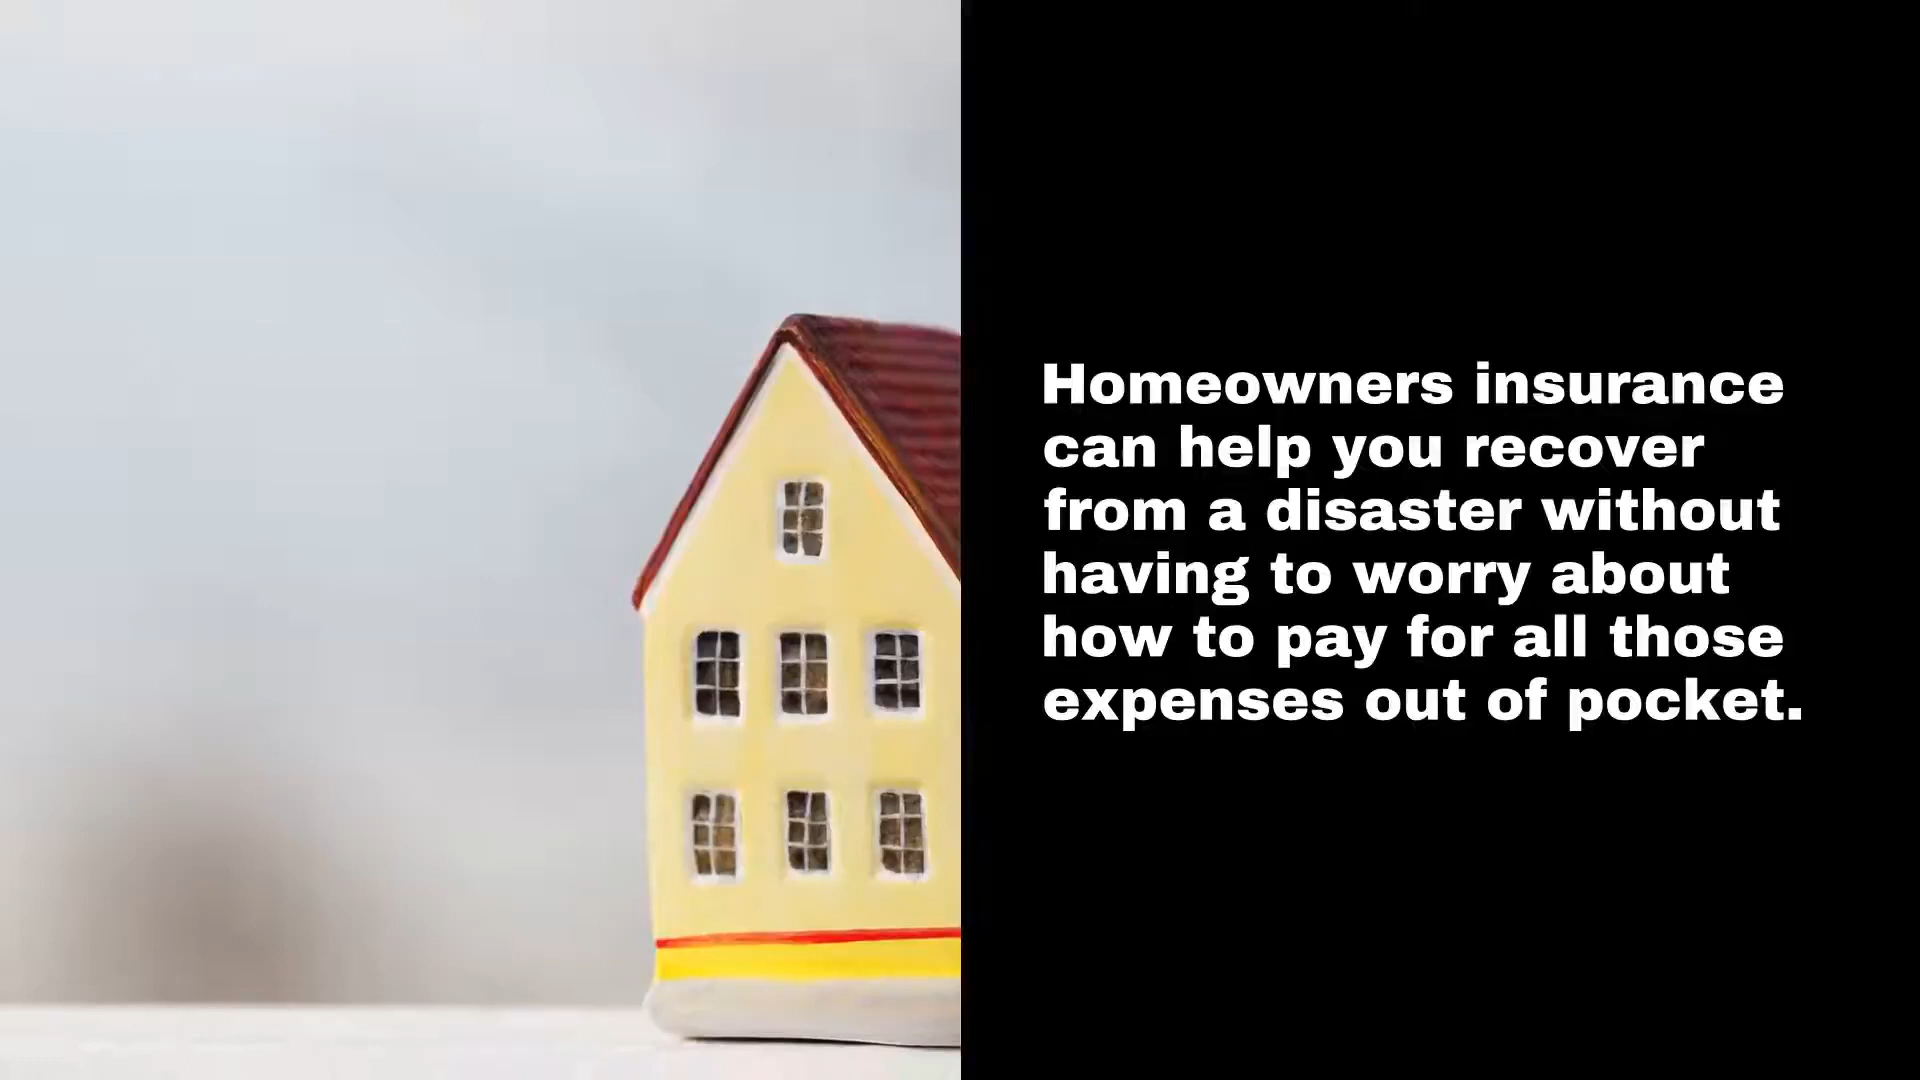 Homeowners insurance
can help you recover
from a disaster without
having to worry about
how to pay for all those
expenses out of pocket.